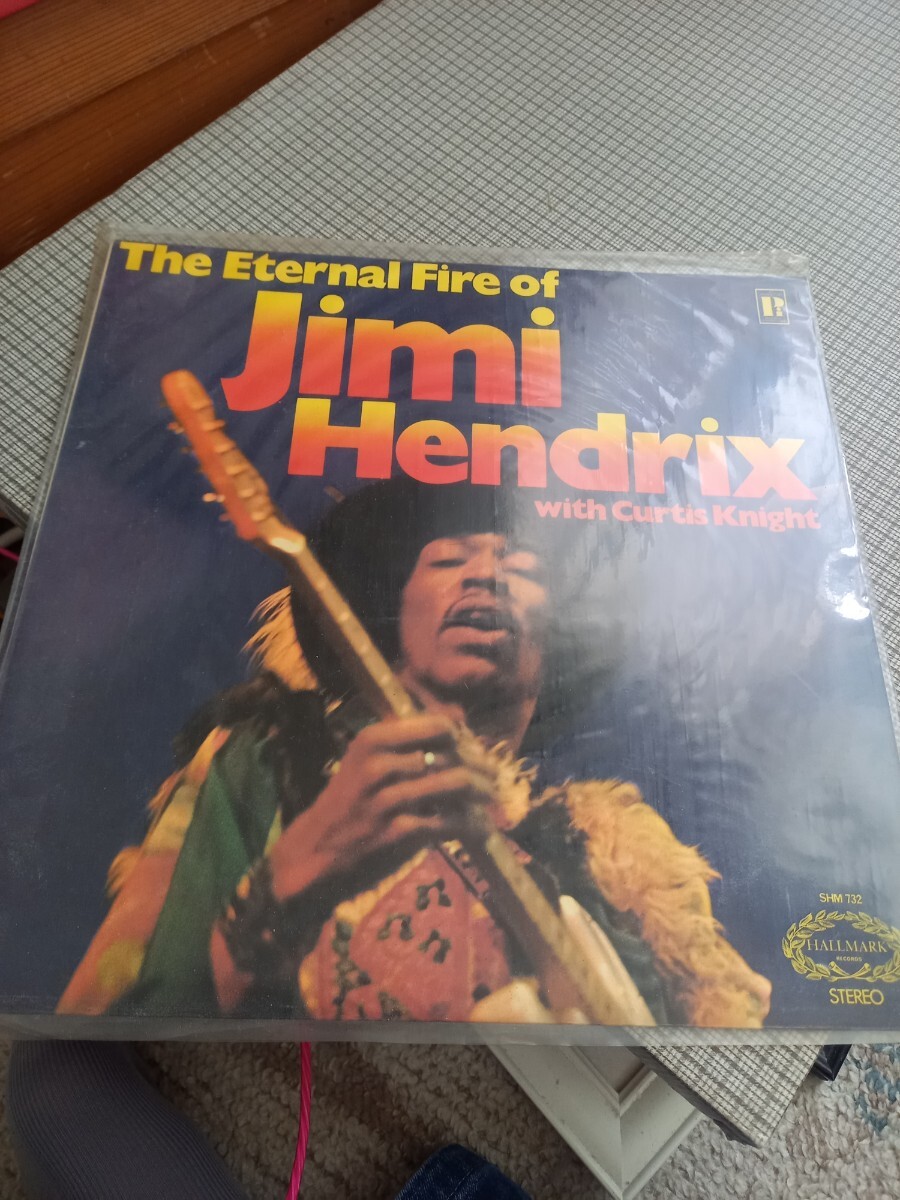 The Eternal Fire of
Jimi
Hendrix
with Curtis Knight
SHM 732
HALLMARK
RECORDS
STEREO